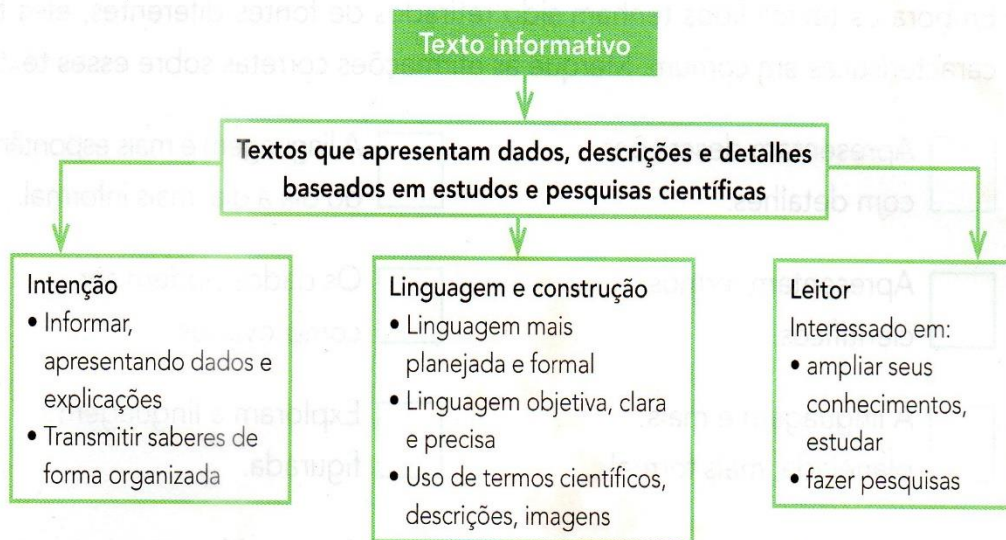 Texto informativo
Textos que apresentam dados, descrições e detalhes
baseados em estudos e pesquisas científicas
Intenção
• Informar,
apresentando dados e
explicações
• Transmitir saberes de
forma organizada
Linguagem e construção
• Linguagem mais
planejada e formal
• Linguagem objetiva, clara
e precisa
• Uso de termos científicos,
descrições, imagens
Leitor
Interessado em:
• ampliar seus
conhecimentos,
estudar
• fazer pesquisas